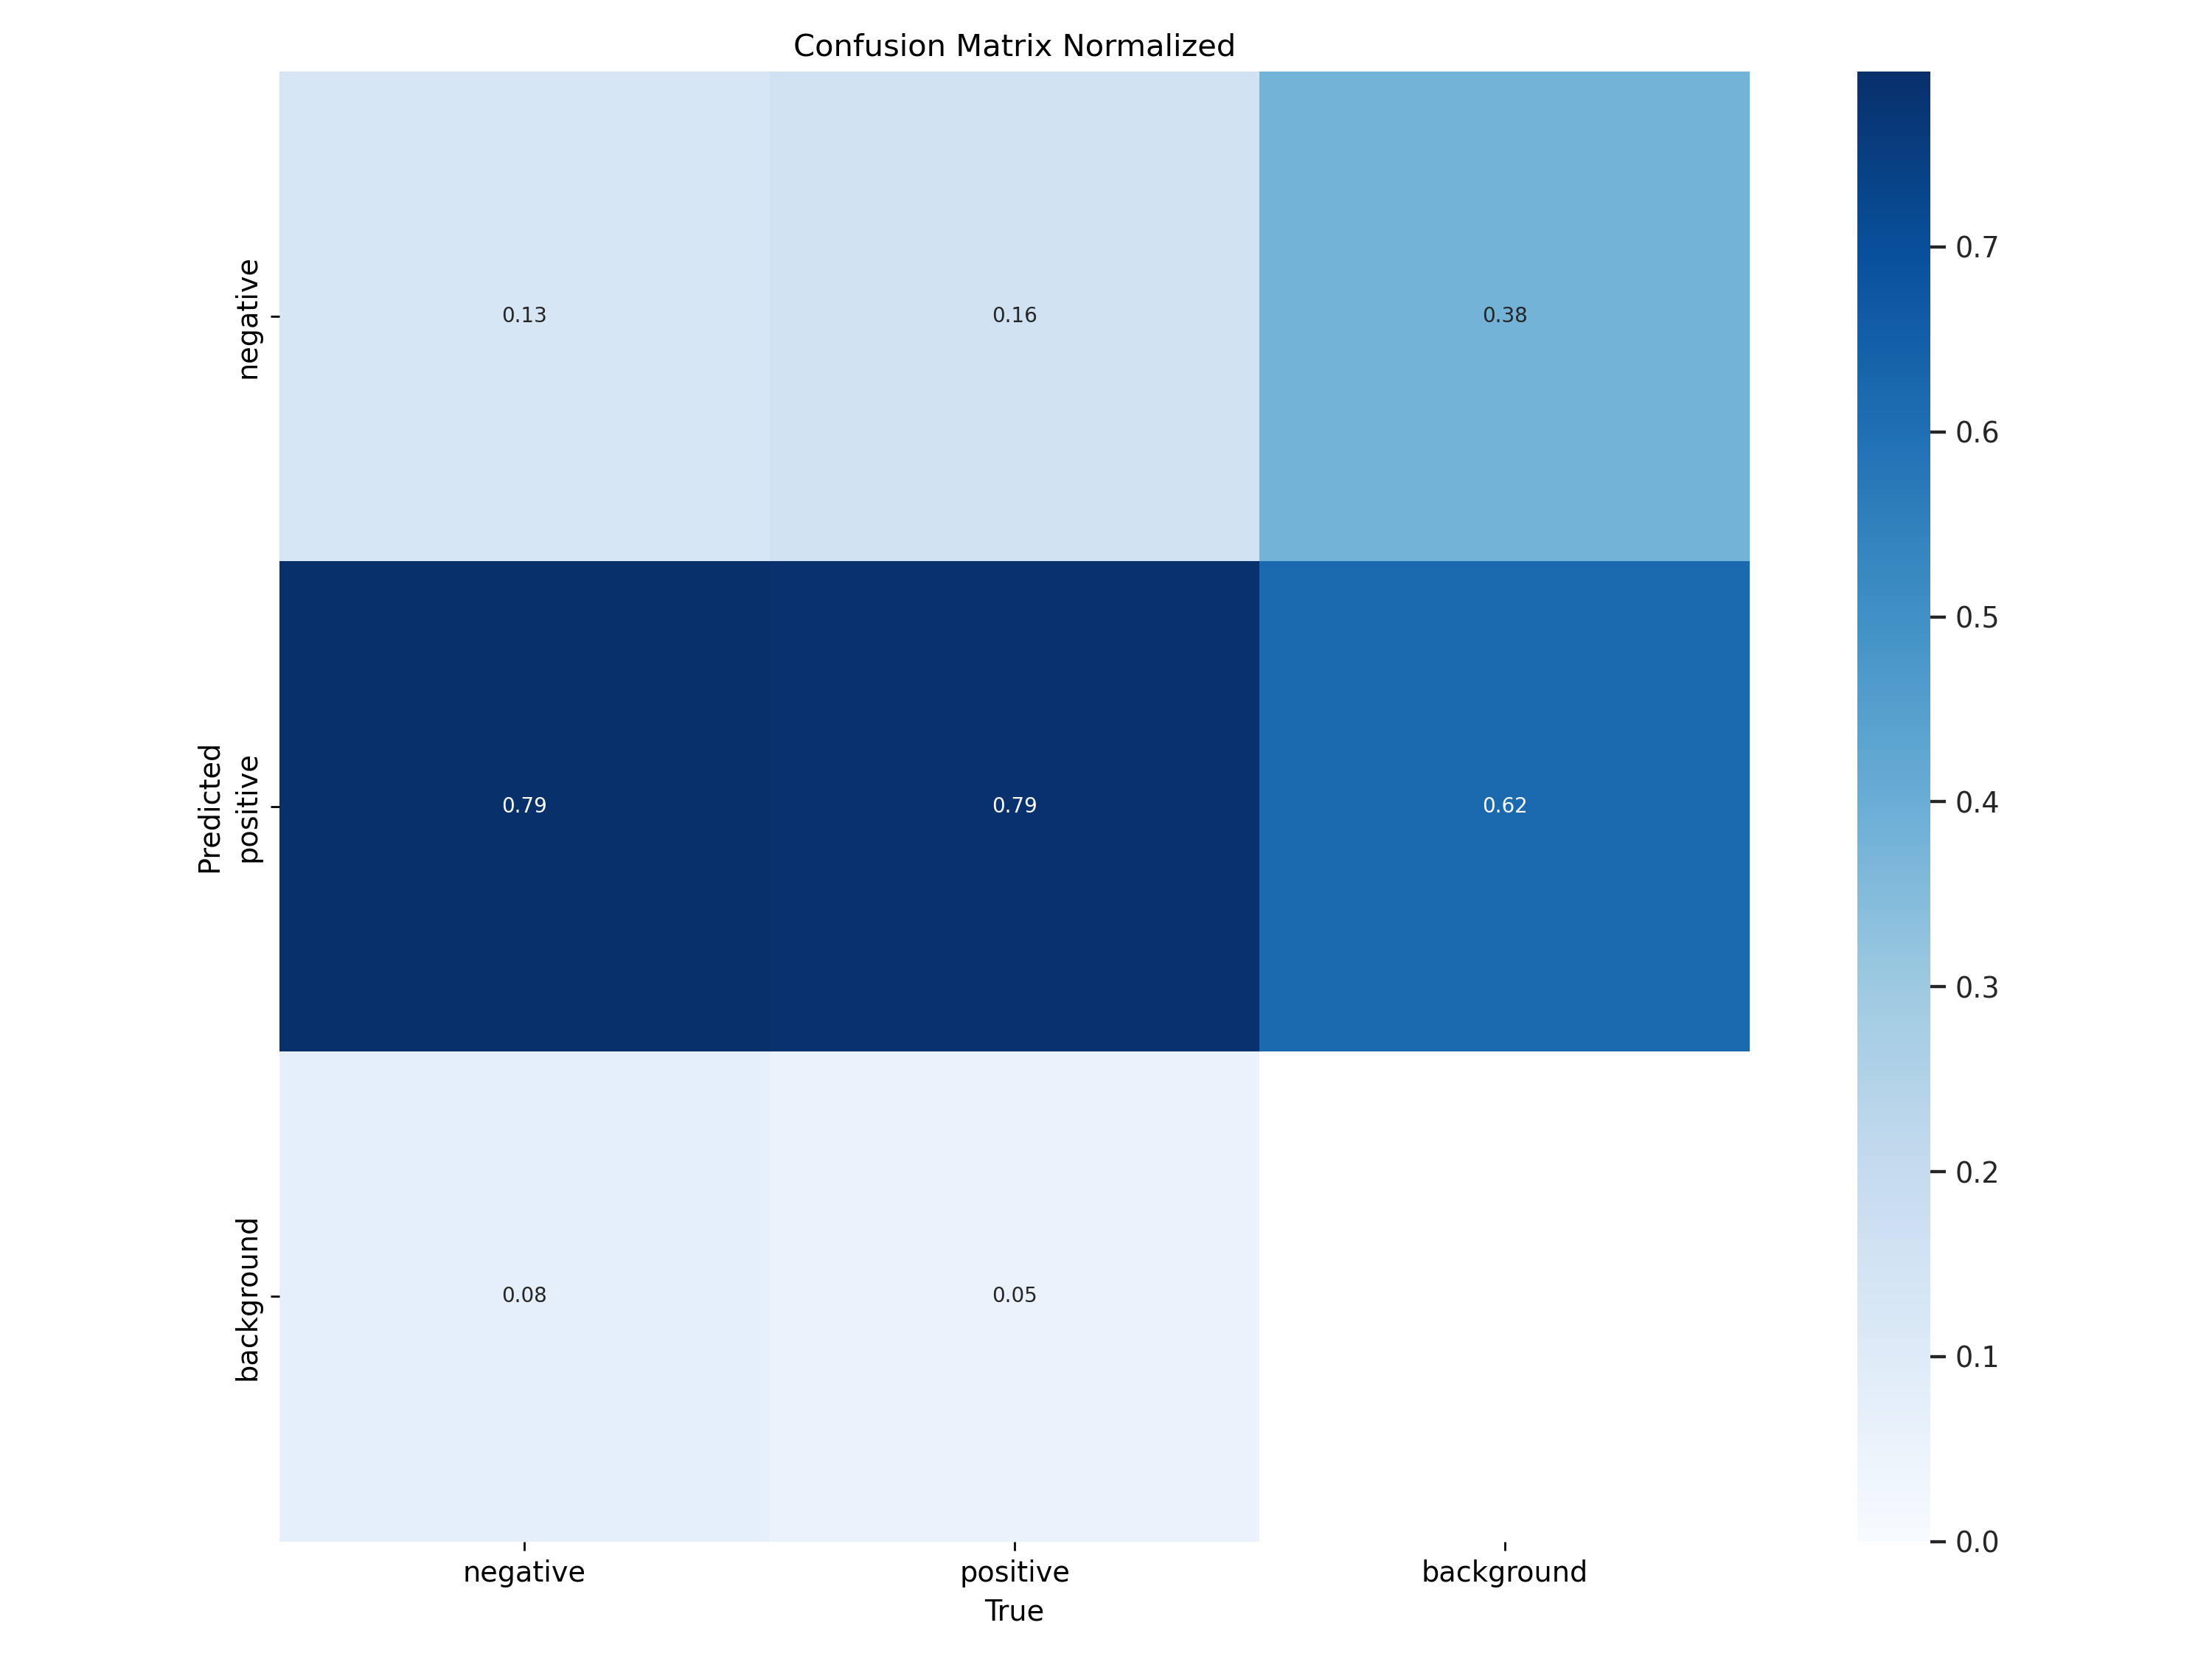 Confusion Matrix Normalized
negative
0.13
0.16
0.38
Predicted
positive
0.79
0.79
0.62
background
0.08
0.05
negative
positive
background
True
0.7
0.6
0.5
0.4
0.3
0.2
0.1
0.0